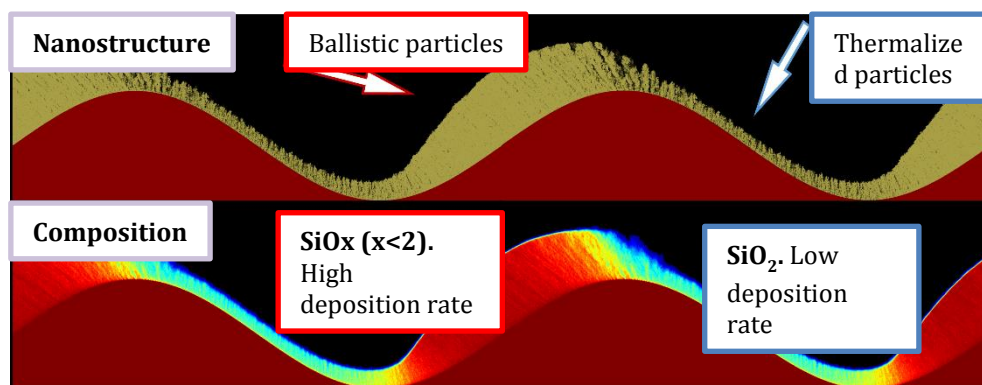 Nanostructure
Ballistic particles
Thermalize
d particles
Composition
SiOx (x<2).
High
deposition rate
SiO₂. Low
deposition
rate